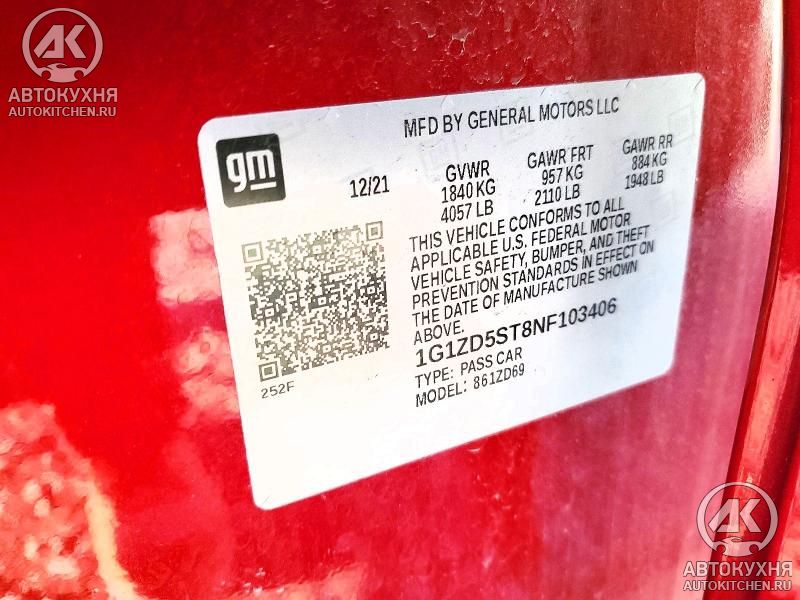 AK
АВТОКУХНЯ
AUTOKITCHEN.RU
MFD BY GENERAL MOTORS LLC
gm
12/21
GVWR
1840 KG
4057 LB
GAWR FRT
957 KG
2110 LB
GAWR RR
884 KG
1948 LB
THIS VEHICLE CONFORMS TO ALL
APPLICABLE U.S. FEDERAL MOTOR
VEHICLE SAFETY, BUMPER, AND THEFT
PREVENTION STANDARDS IN EFFECT ON
THE DATE OF MANUFACTURE SHOWN
ABOVE.
1G1ZD5ST8NF103406
TYPE: PASS CAR
MODEL: 861ZD69
252F
AK
АВТОКУХНЯ
AUTOKITCHEN.RU